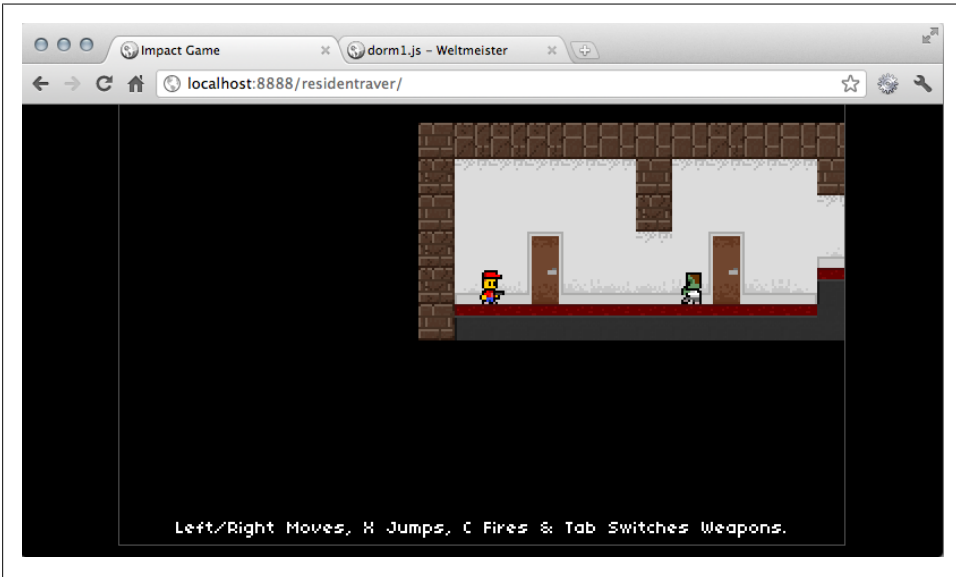 Impact Game
dorm1.js – Weltmeister
localhost:8888/residentraver/
Left/Right Moves, X Jumps, C Fires & Tab Switches Weapons.